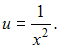 u = 1/x².